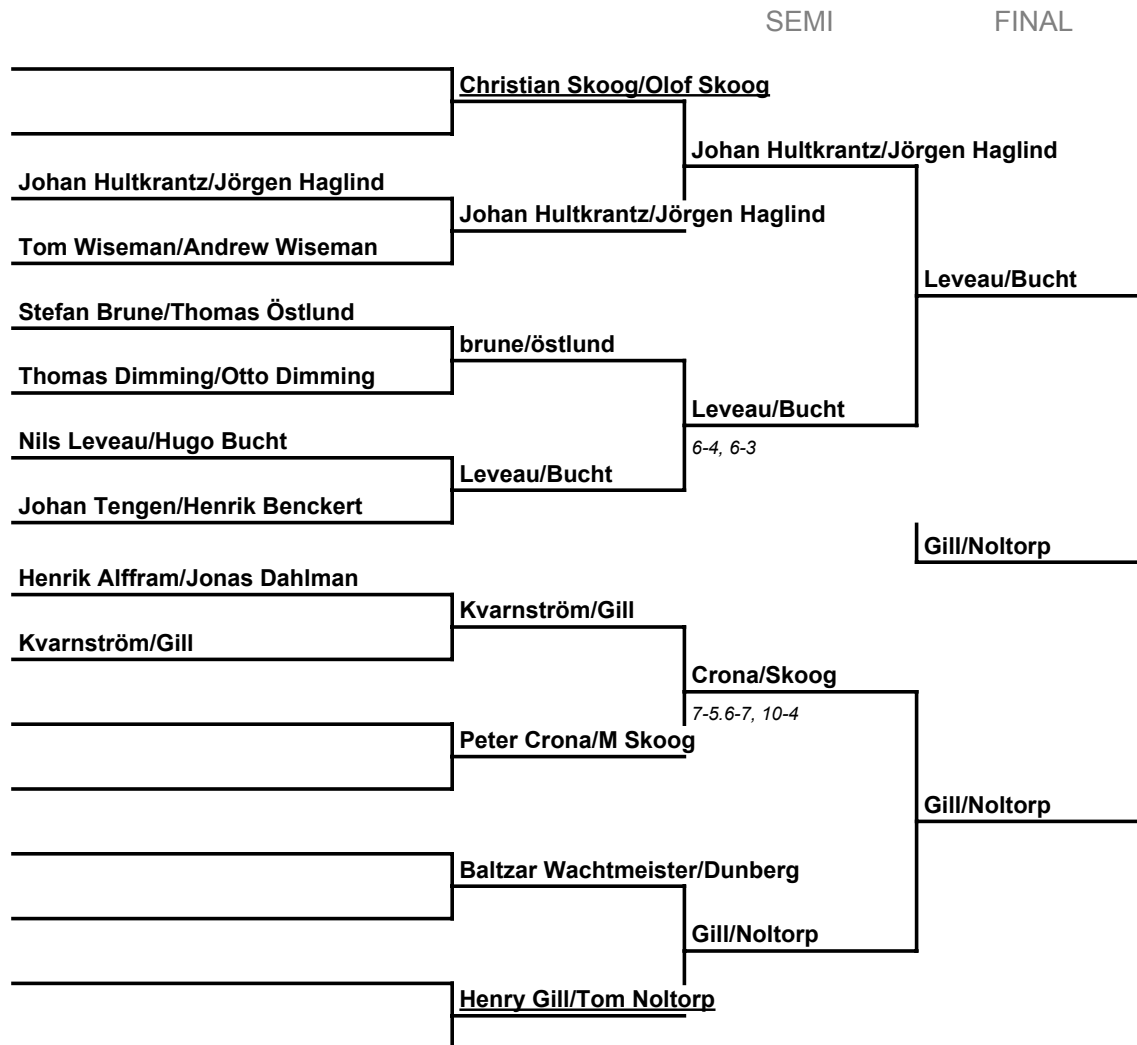 SEMI FINAL
Christian Skoog/Olof Skoog
Johan Hultkrantz/Jörgen Haglind
Johan Hultkrantz/Jörgen Haglind
Johan Hultkrantz/Jörgen Haglind
Tom Wiseman/Andrew Wiseman
Leveau/Bucht
Stefan Brune/Thomas Östlund
brune/östlund
Thomas Dimming/Otto Dimming
Leveau/Bucht
Nils Leveau/Hugo Bucht
6-4, 6-3
Leveau/Bucht
Johan Tengen/Henrik Benckert
Gill/Noltorp
Henrik Alffram/Jonas Dahlman
Kvarnström/Gill
Kvarnström/Gill
Crona/Skoog
7-5.6-7, 10-4
Peter Crona/M Skoog
Gill/Noltorp
Baltzar Wachtmeister/Dunberg
Gill/Noltorp
Henry Gill/Tom Noltorp